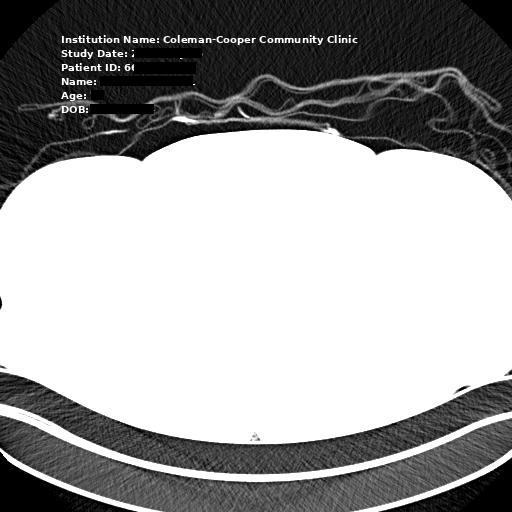 Institution Name: Coleman-Cooper Community Clinic
Study Date:
Patient ID: 6
Name:
Age:
DOB: